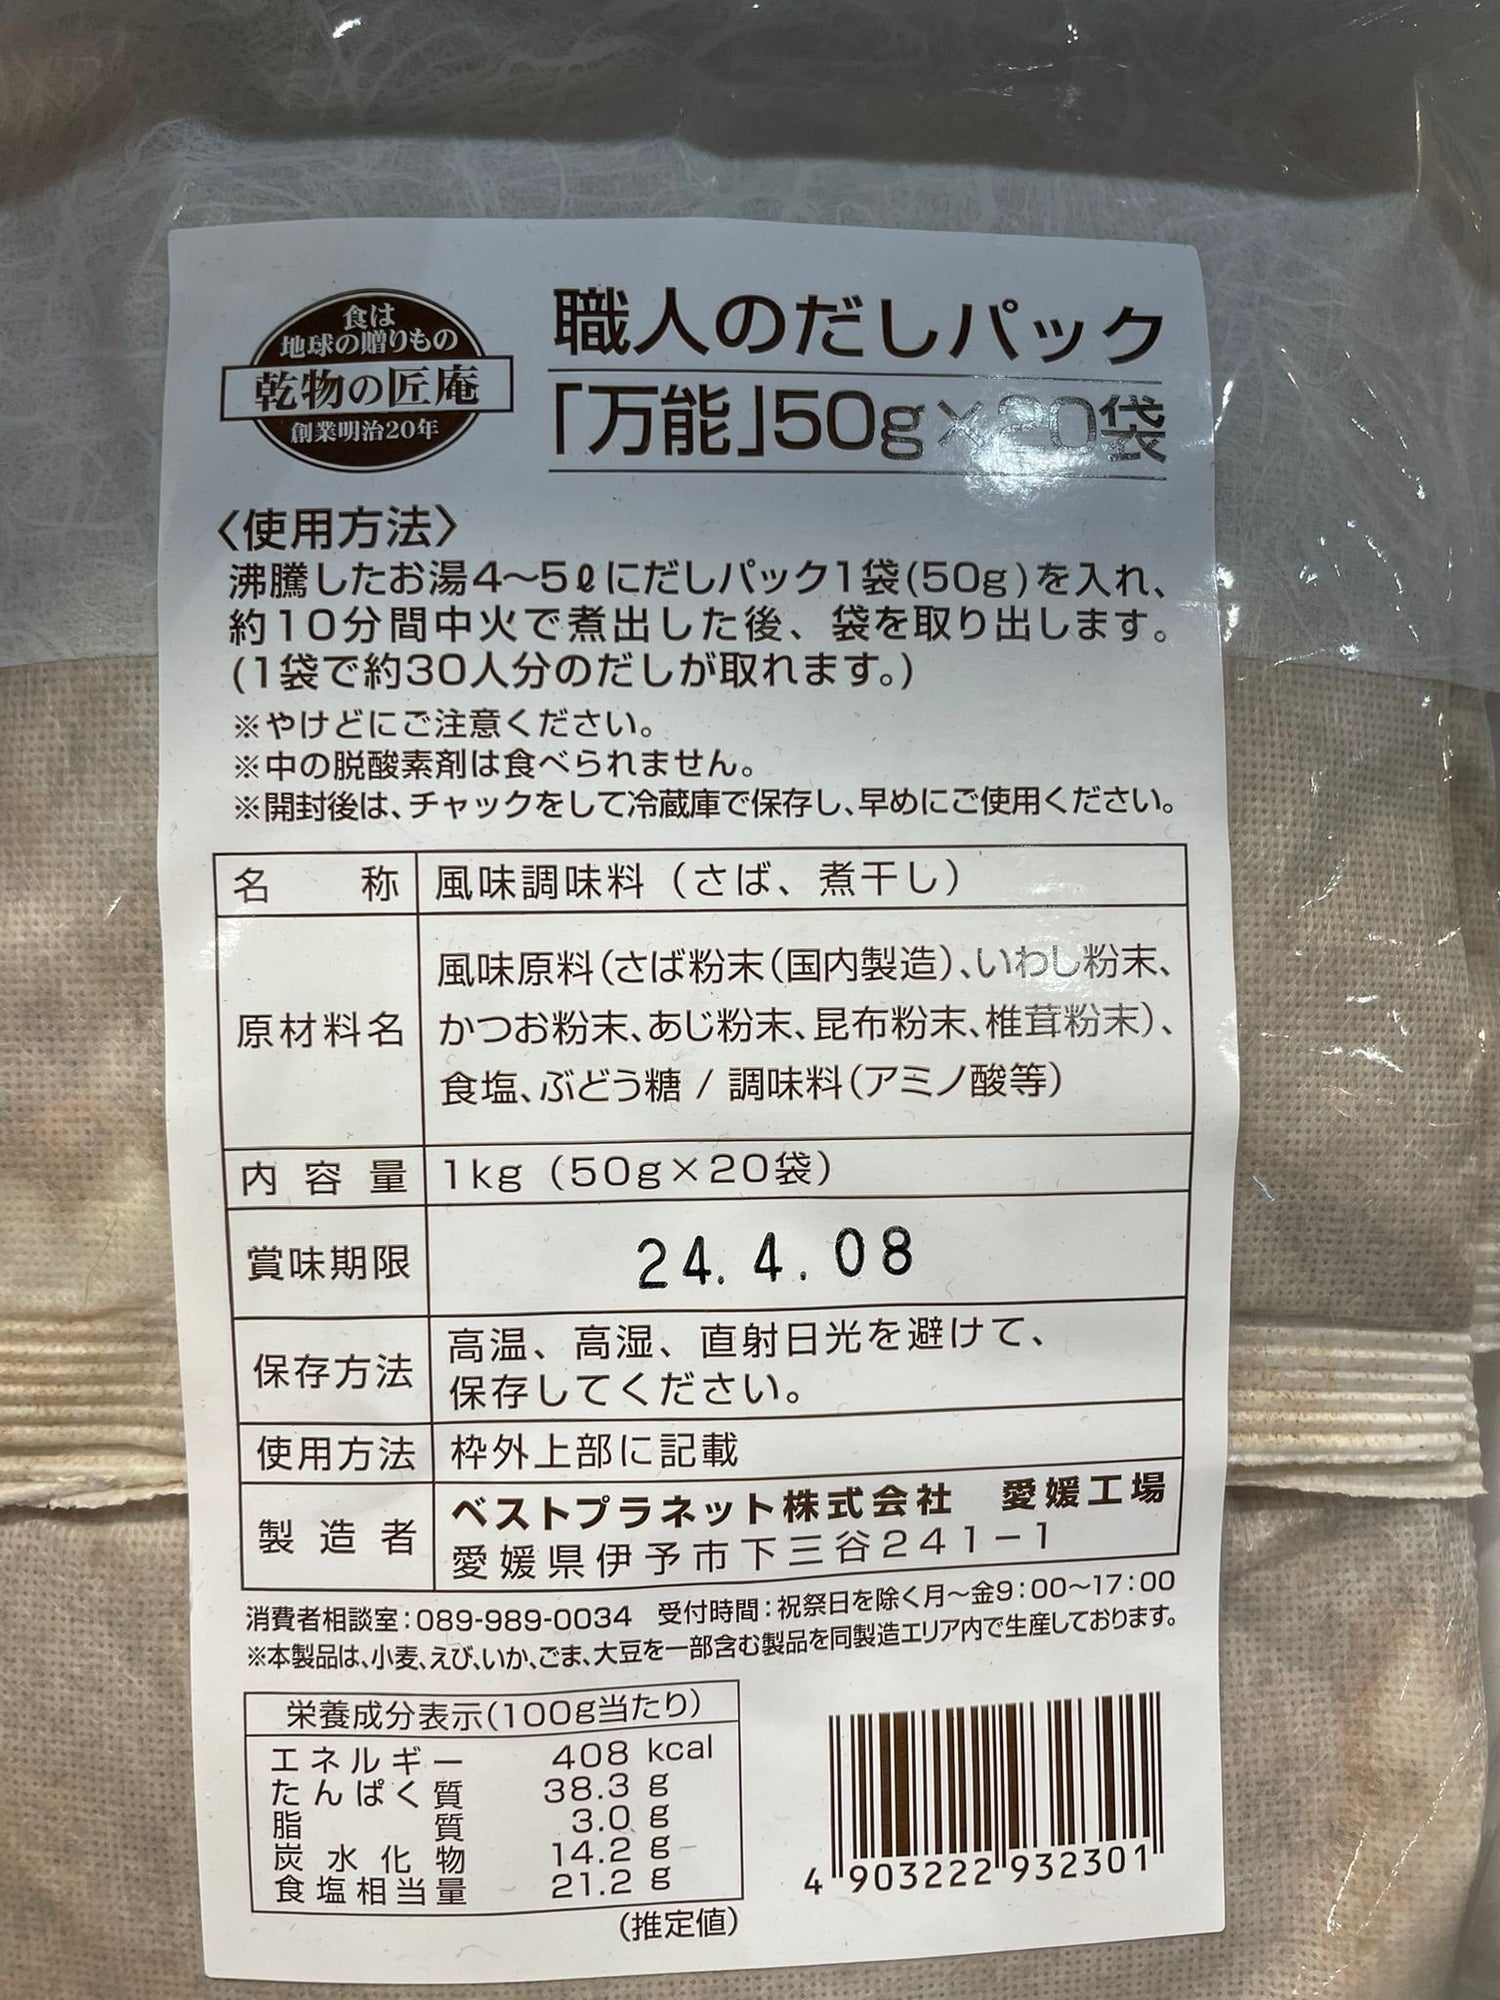 食は
地球の贈りもの
乾物の匠庵
創業明治20年
職人のだしパック
「万能」50g×20袋
〈使用方法〉
沸騰したお湯4〜5ℓにだしパック1袋(50g)を入れ、
約10分間中火で煮出した後、袋を取り出します。
(1袋で約30人分のだしが取れます。)
※やけどにご注意ください。
※中の脱酸素剤は食べられません。
※開封後は、チャックをして冷蔵庫で保存し、早めにご使用ください。
名称 風味調味料（さば、煮干し）
原材料名 風味原料(さば粉末(国内製造)、いわし粉末、
かつお粉末、あじ粉末、昆布粉末、椎茸粉末)、
食塩、ぶどう糖 / 調味料(アミノ酸等)
内容量 1kg（50g×20袋）
賞味期限 24.4.08
保存方法 高温、高湿、直射日光を避けて、
保存してください。
使用方法 枠外上部に記載
製造者 ベストプラネット株式会社 愛媛工場
愛媛県伊予市下三谷241−1
消費者相談室:089-989-0034 受付時間:祝祭日を除く月〜金9:00〜17:00
※本製品は、小麦、えび、いか、ごま、大豆を一部含む製品を同製造エリア内で生産しております。
栄養成分表示(100g当たり)
エネルギー 408 kcal
たんぱく質 38.3 g
脂質 3.0 g
炭水化物 14.2 g
食塩相当量 21.2 g
(推定値)
4 903222 932301